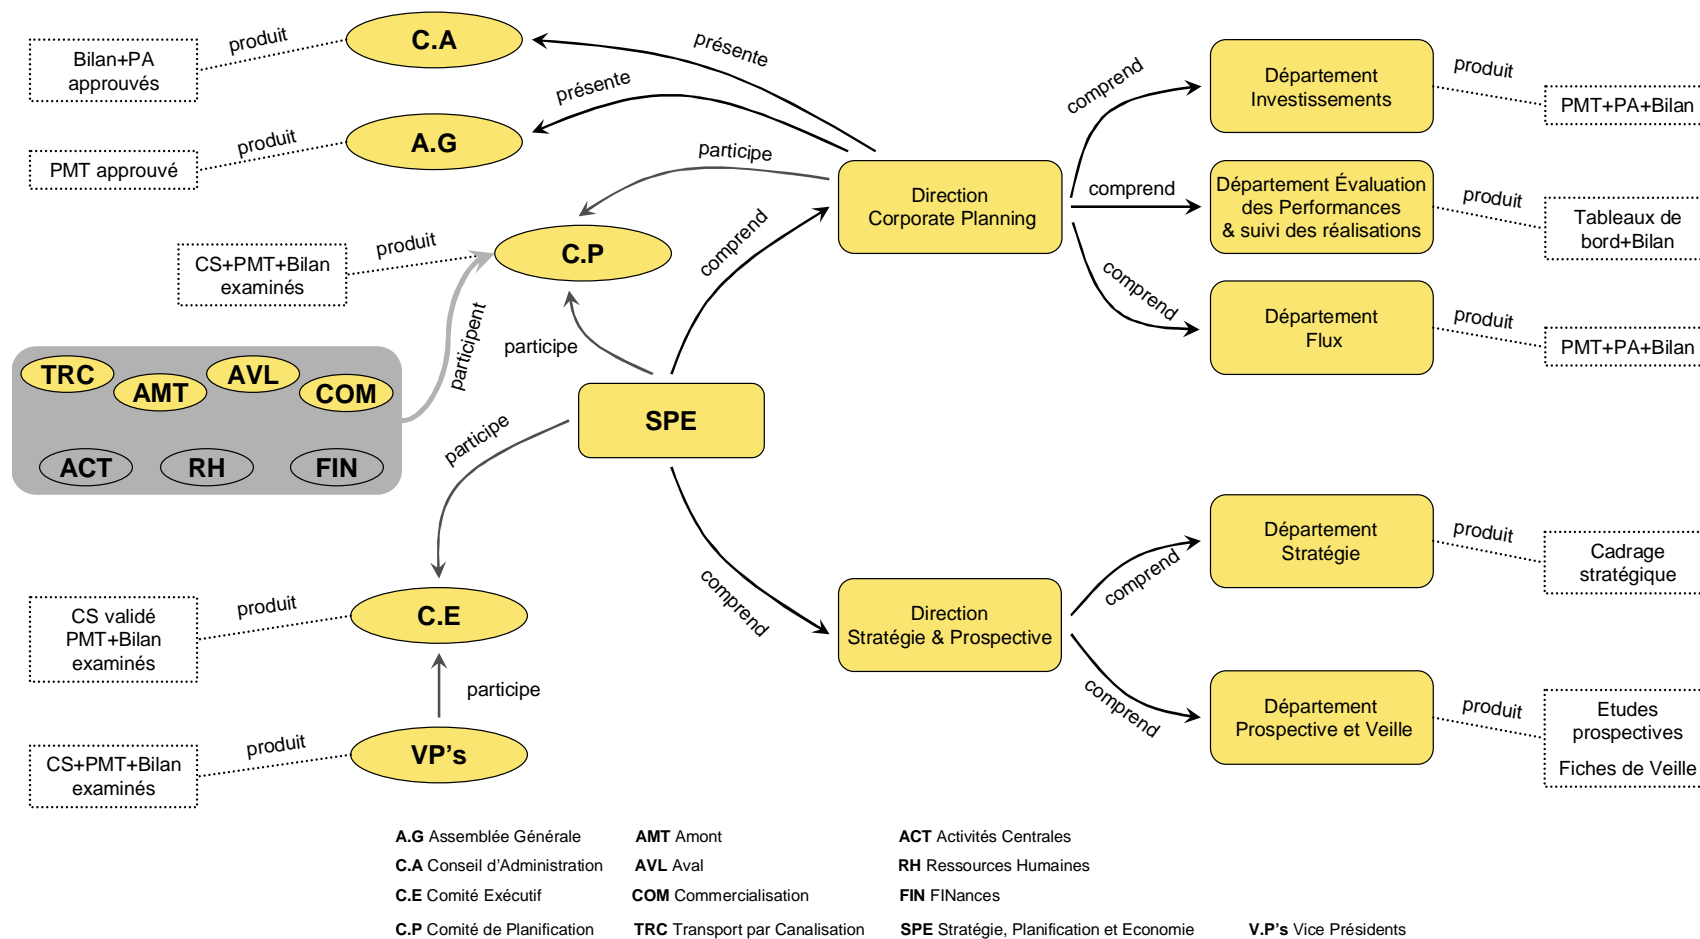 produit
C.A
Bilan+PA
approuvés
présente
présente
produit
A.G
PMT approuvé
participe
Direction
Corporate Planning
comprend
Département
Investissements
produit
PMT+PA+Bilan
comprend
Département Évaluation
des Performances
& suivi des réalisations
produit
Tableaux de
bord+Bilan
comprend
Département
Flux
produit
PMT+PA+Bilan
produit
C.P
CS+PMT+Bilan
examinés
comprend
participe
participent
TRC
AMT
AVL
COM
ACT
RH
FIN
SPE
participe
comprend
Direction
Stratégie & Prospective
comprend
Département
Stratégie
produit
Cadrage
stratégique
comprend
Département
Prospective et Veille
produit
Etudes
prospectives
Fiches de Veille
produit
C.E
CS validé
PMT+Bilan
examinés
participe
produit
VP's
CS+PMT+Bilan
examinés
A.G Assemblée Générale
AMT Amont
ACT Activités Centrales
C.A Conseil d'Administration
AVL Aval
RH Ressources Humaines
C.E Comité Exécutif
COM Commercialisation
FIN FINances
C.P Comité de Planification
TRC Transport par Canalisation
SPE Stratégie, Planification et Economie
V.P's Vice Présidents